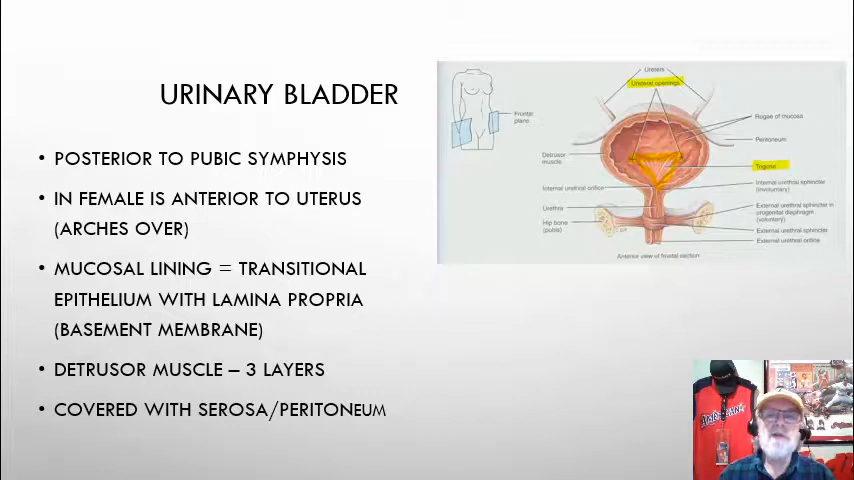 URINARY BLADDER
• POSTERIOR TO PUBIC SYMPHYSIS
• IN FEMALE IS ANTERIOR TO UTERUS
(ARCHES OVER)
• MUCOSAL LINING = TRANSITIONAL
EPITHELIUM WITH LAMINA PROPRIA
(BASEMENT MEMBRANE)
• DETRUSOR MUSCLE – 3 LAYERS
• COVERED WITH SEROSA/PERITONEUM
Ureters
Ureteral openings
Frontal
plane
Rugae of mucosa
Peritoneum
Detrusor
muscle
Trigone
Internal urethral orifice
Internal urethral sphincter
(involuntary)
Urethra
External urethral sphincter in
urogenital diaphragm
(voluntary)
Hip bone
(pubis)
External urethral sphincter
External urethral orifice
Anterior view of frontal section